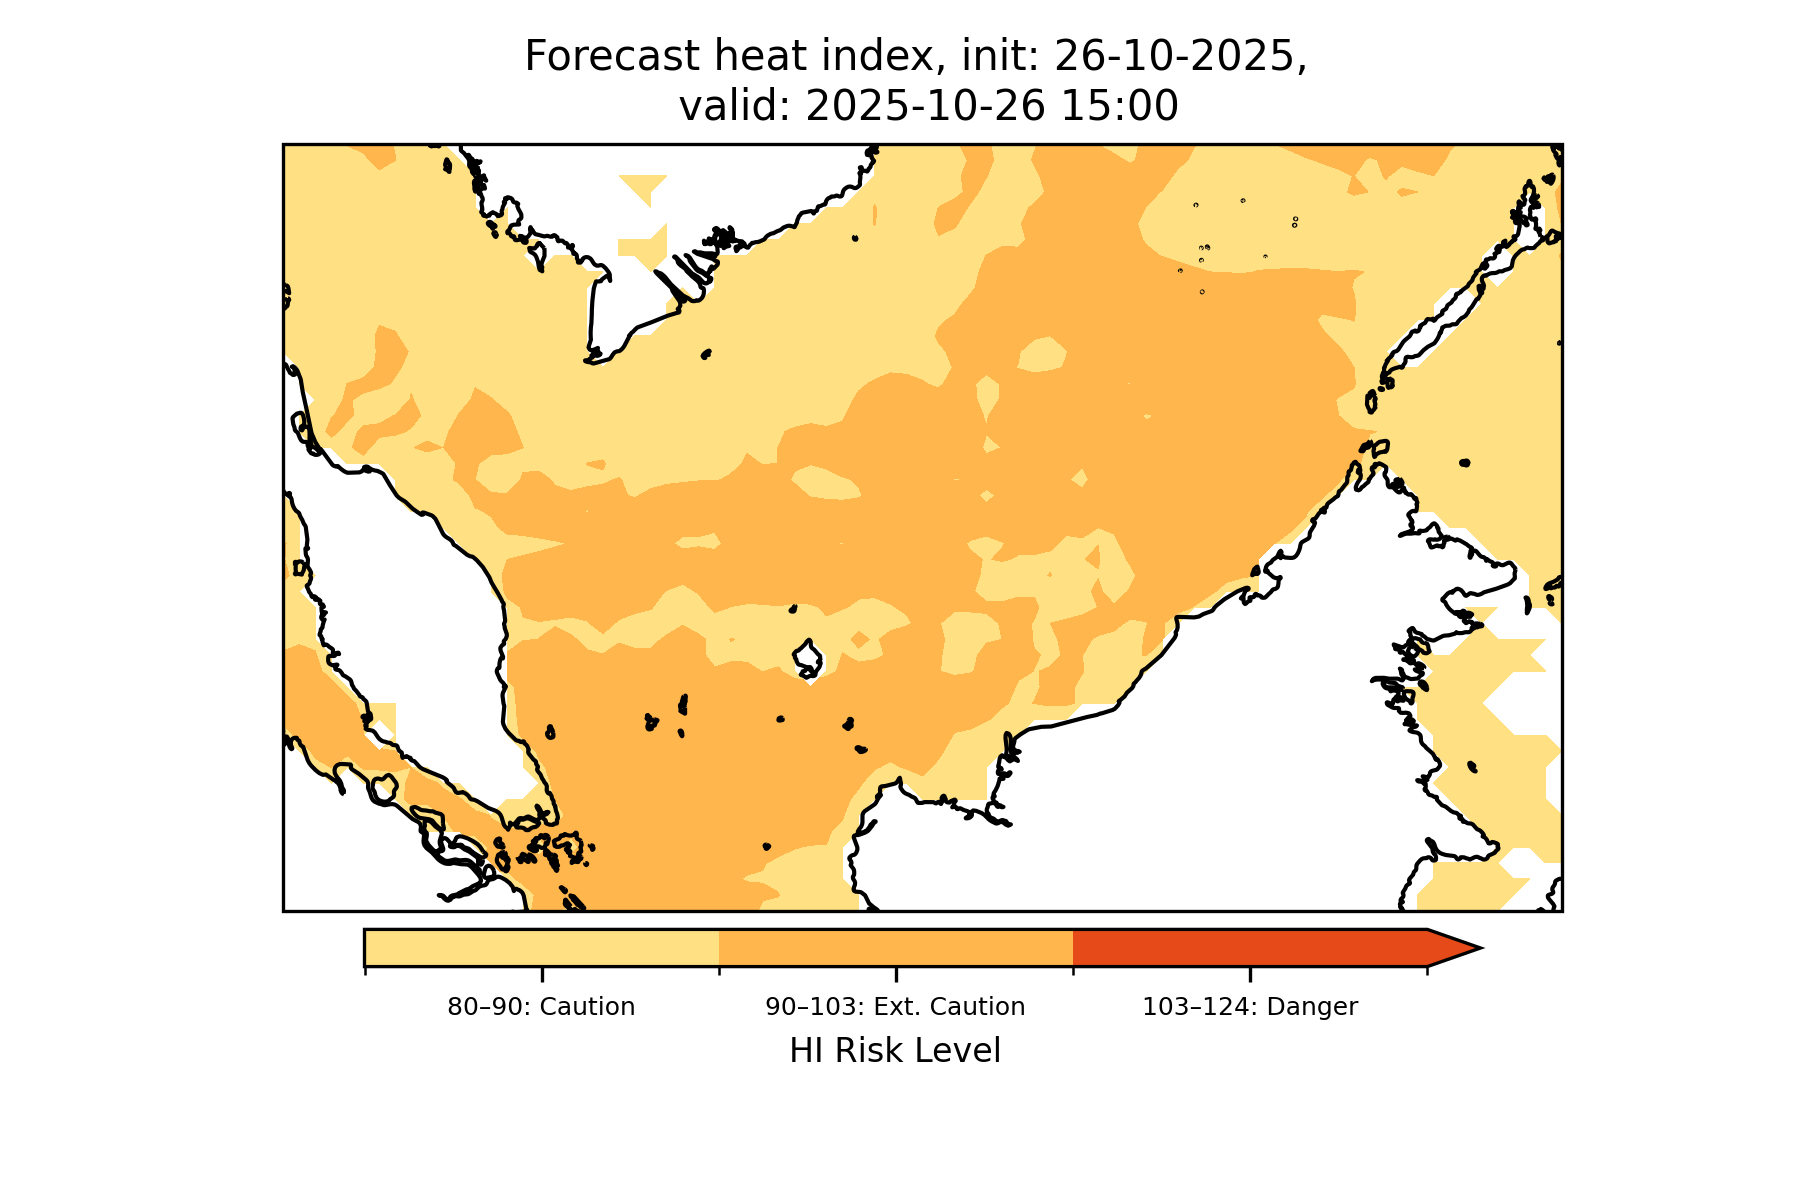 Forecast heat index, init: 26-10-2025,
valid: 2025-10-26 15:00
80–90: Caution
90–103: Ext. Caution
103–124: Danger
HI Risk Level